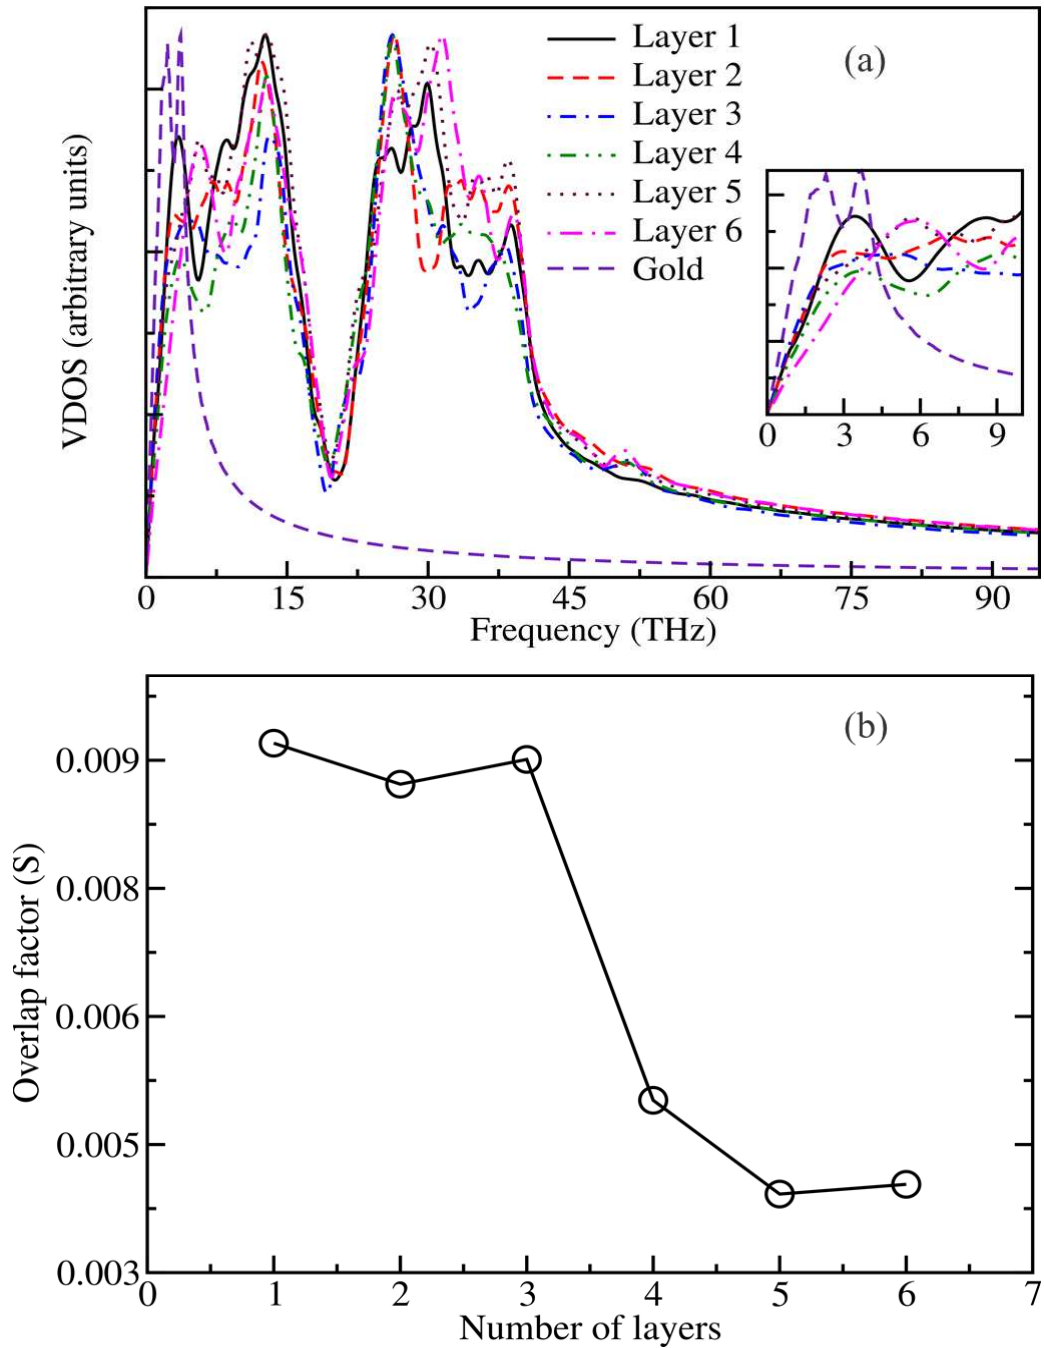 Layer 1
(a)
Layer 2
Layer 3
Layer 4
Layer 5
Layer 6
Gold
VDOS (arbitrary units)
0 3 6 9
0 15 30 45 60 75 90
Frequency (THz)
(b)
0.009
0.008
0.006
0.005
0.003
Overlap factor (S)
0 1 2 3 4 5 6 7
Number of layers